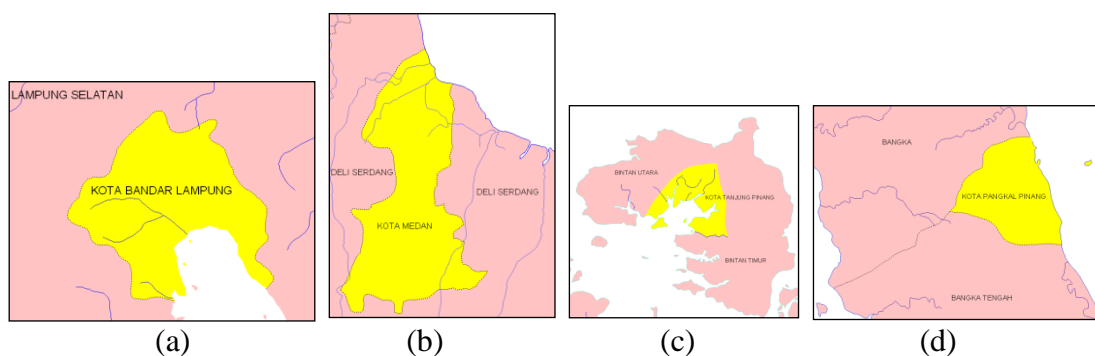 LAMPUNG SELATAN
KOTA BANDAR LAMPUNG
DELI SERDANG
DELI SERDANG
KOTA MEDAN
BINTAN UTARA
KOTA TANJUNG PINANG
BINTAN TIMUR
BANGKA
KOTA PANGKAL PINANG
BANGKA TENGAH
(a)
(b)
(c)
(d)